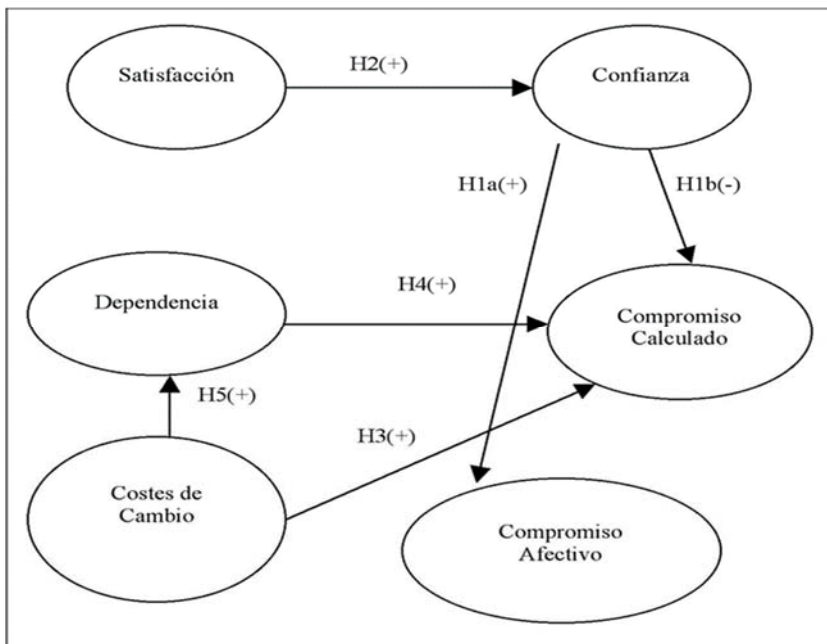 Satisfacción
H2(+)
Confianza
H1a(+)
H1b(-)
Dependencia
H4(+)
Compromiso
Calculado
H5(+)
H3(+)
Costes de
Cambio
Compromiso
Afectivo